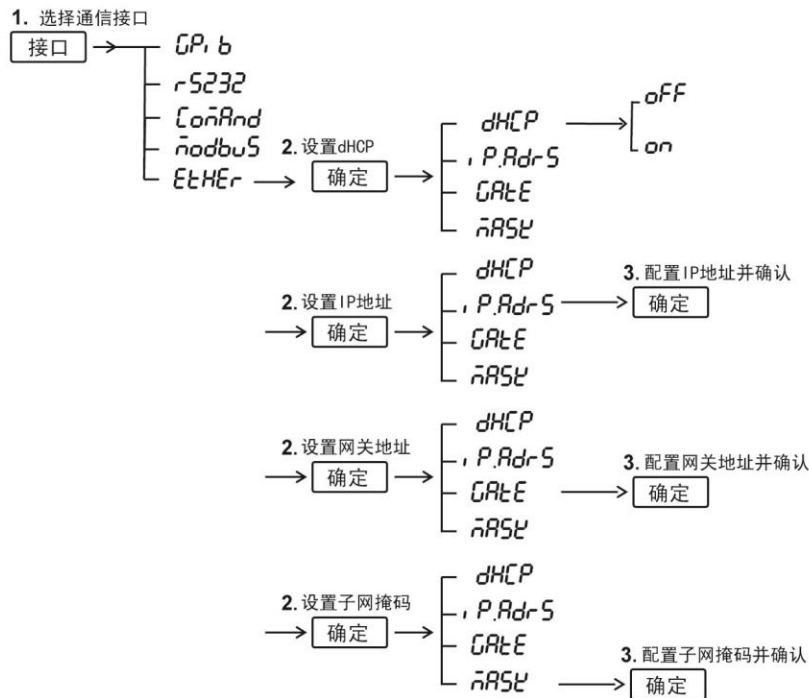 1. 选择通信接口
接口
GPib
rS232
ComAnd
modbuS
EtHEr
2. 设置dHCP
确定
dHCP
iP.AdrS
GAtE
mASk
oFF
on
2. 设置IP地址
确定
dHCP
iP.AdrS
GAtE
mASk
3. 配置IP地址并确认
确定
2. 设置网关地址
确定
dHCP
iP.AdrS
GAtE
mASk
3. 配置网关地址并确认
确定
2. 设置子网掩码
确定
dHCP
iP.AdrS
GAtE
mASk
3. 配置子网掩码并确认
确定